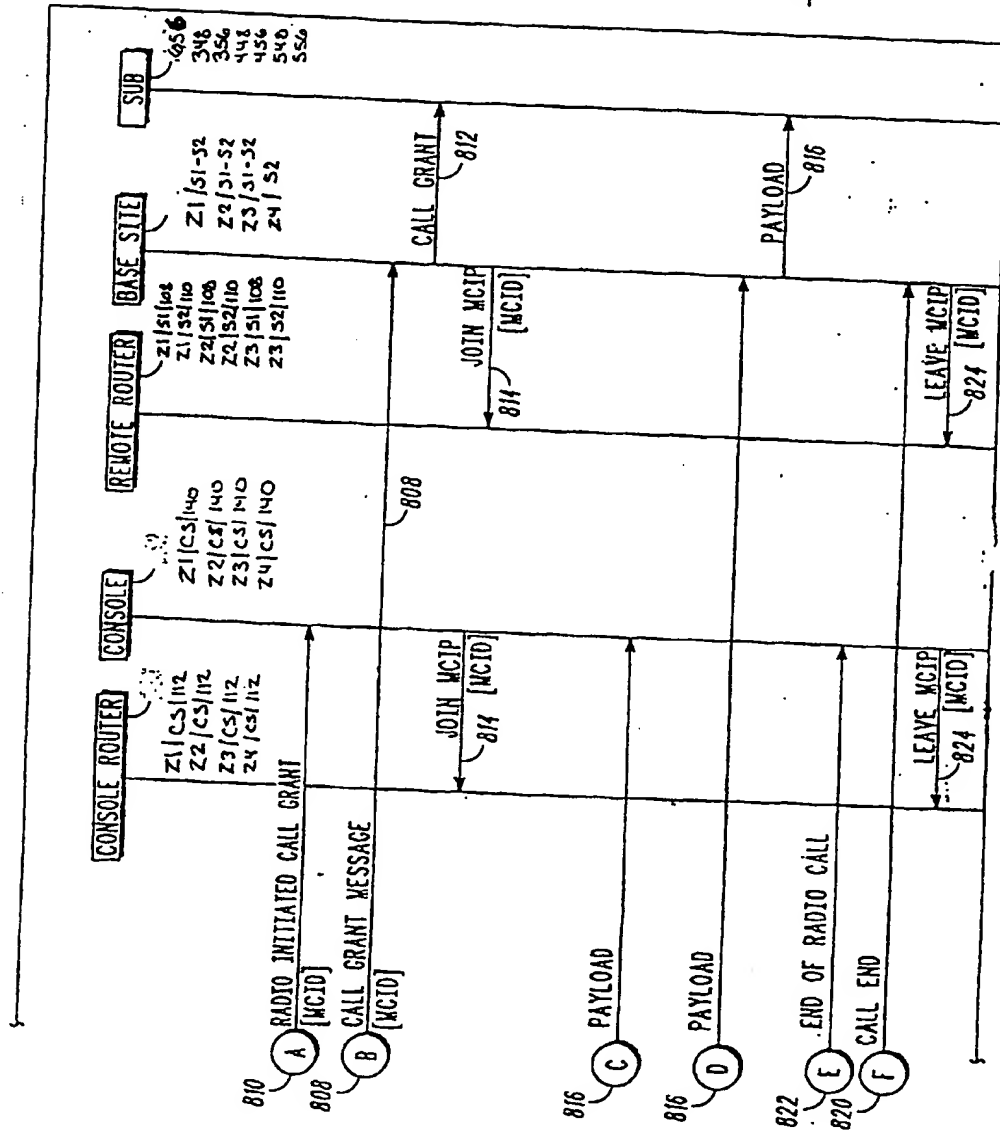 CONSOLE ROUTER
Z1/CS/112
Z2/CS/112
Z3/CS/112
Z4/CS/112
CONSOLE
Z1/CS/140
Z2/CS/140
Z3/CS/140
Z4/CS/140
REMOTE ROUTER
Z1/S1/108
Z1/S2/110
Z2/S1/108
Z2/S2/110
Z3/S1/108
Z3/S2/110
BASE SITE
Z1/S1-S2
Z2/S1-S2
Z3/S1-S2
Z4/S2
SUB
348
356
448
456
548
556
810
A
RADIO INITIATED CALL GRANT
[MCID]
808
B
CALL GRANT MESSAGE
[MCID]
808
CALL GRANT
812
JOIN MCIP
814 [MCID]
JOIN MCIP
[MCID]
814
816
C
PAYLOAD
816
D
PAYLOAD
PAYLOAD
816
822
E
END OF RADIO CALL
820
F
CALL END
LEAVE MCIP
824 [MCID]
LEAVE MCIP
824 [MCID]